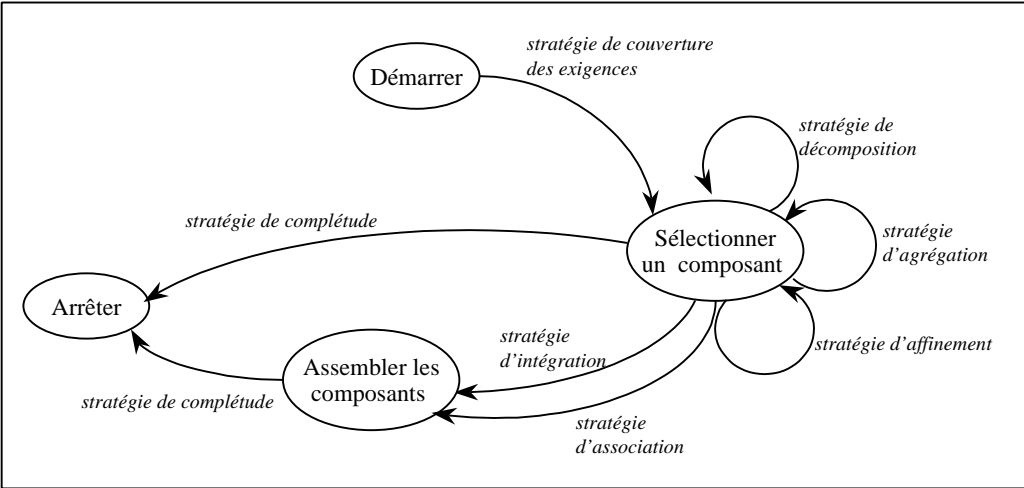 stratégie de couverture
des exigences
Démarrer
stratégie de
décomposition
stratégie de complétude
Sélectionner
un composant
stratégie
d'agrégation
Arrêter
stratégie
d'intégration
stratégie d'affinement
Assembler les
composants
stratégie de complétude
stratégie
d'association